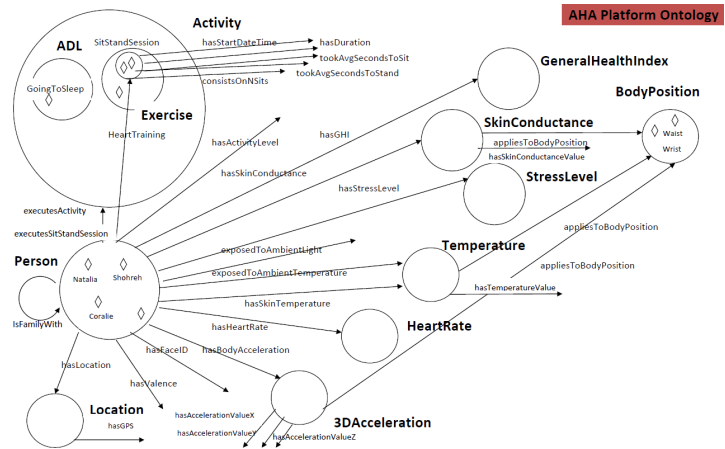 AHA Platform Ontology
Activity
ADL
SitStandSession
hasStartDateTime
hasDuration
tookAvgSecondsToSit
tookAvgSecondsToStand
consistsOnNSits
GoingToSleep
Exercise
HeartTraining
GeneralHealthIndex
BodyPosition
SkinConductance
Waist
Wrist
appliesToBodyPosition
hasSkinConductanceValue
hasGHI
hasActivityLevel
hasSkinConductance
StressLevel
hasStressLevel
executesActivity
executesSitStandSession
appliesToBodyPosition
Person
Natalia
Shohreh
Coralie
exposedToAmbientLight
Temperature
exposedToAmbientTemperature
appliesToBodyPosition
hasTemperatureValue
hasSkinTemperature
IsFamilyWith
hasHeartRate
HeartRate
hasFaceID
hasBodyAcceleration
hasLocation
hasValence
Location
hasGPS
hasAccelerationValueX
3DAcceleration
hasAccelerationValueY
hasAccelerationValueZ